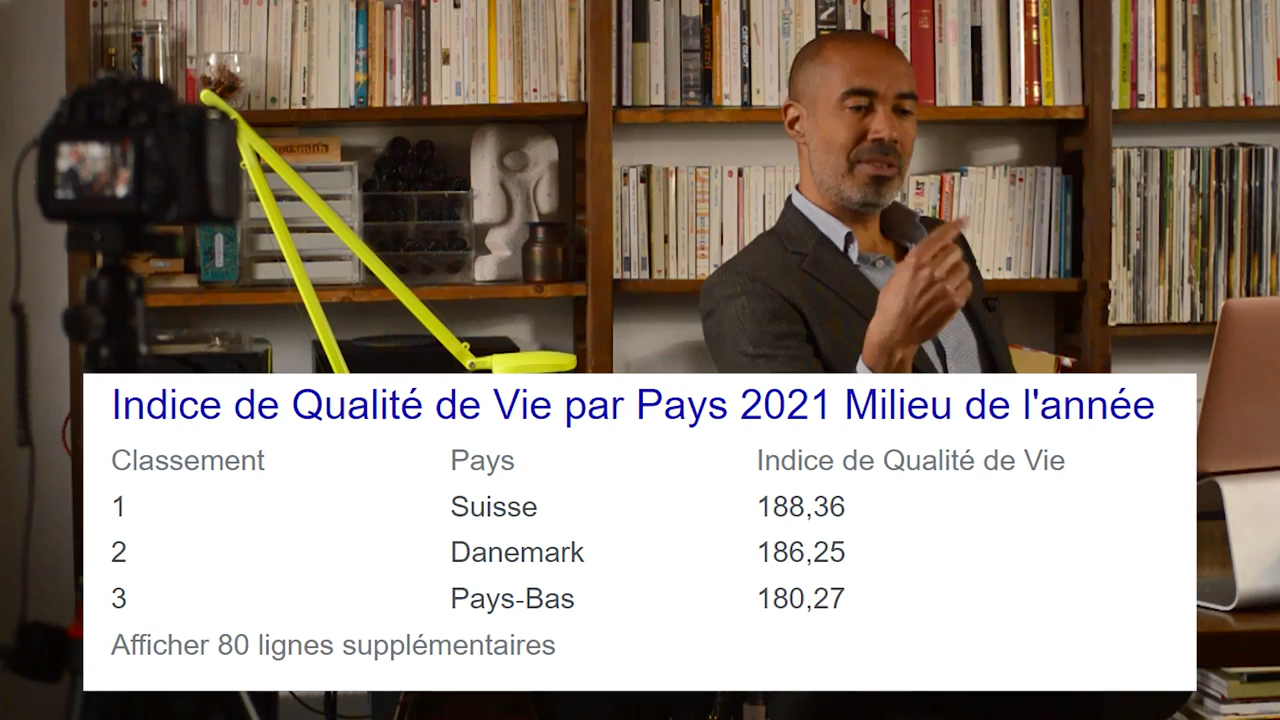 Indice de Qualité de Vie par Pays 2021 Milieu de l'année
Classement Pays Indice de Qualité de Vie
1 Suisse 188,36
2 Danemark 186,25
3 Pays-Bas 180,27
Afficher 80 lignes supplémentaires